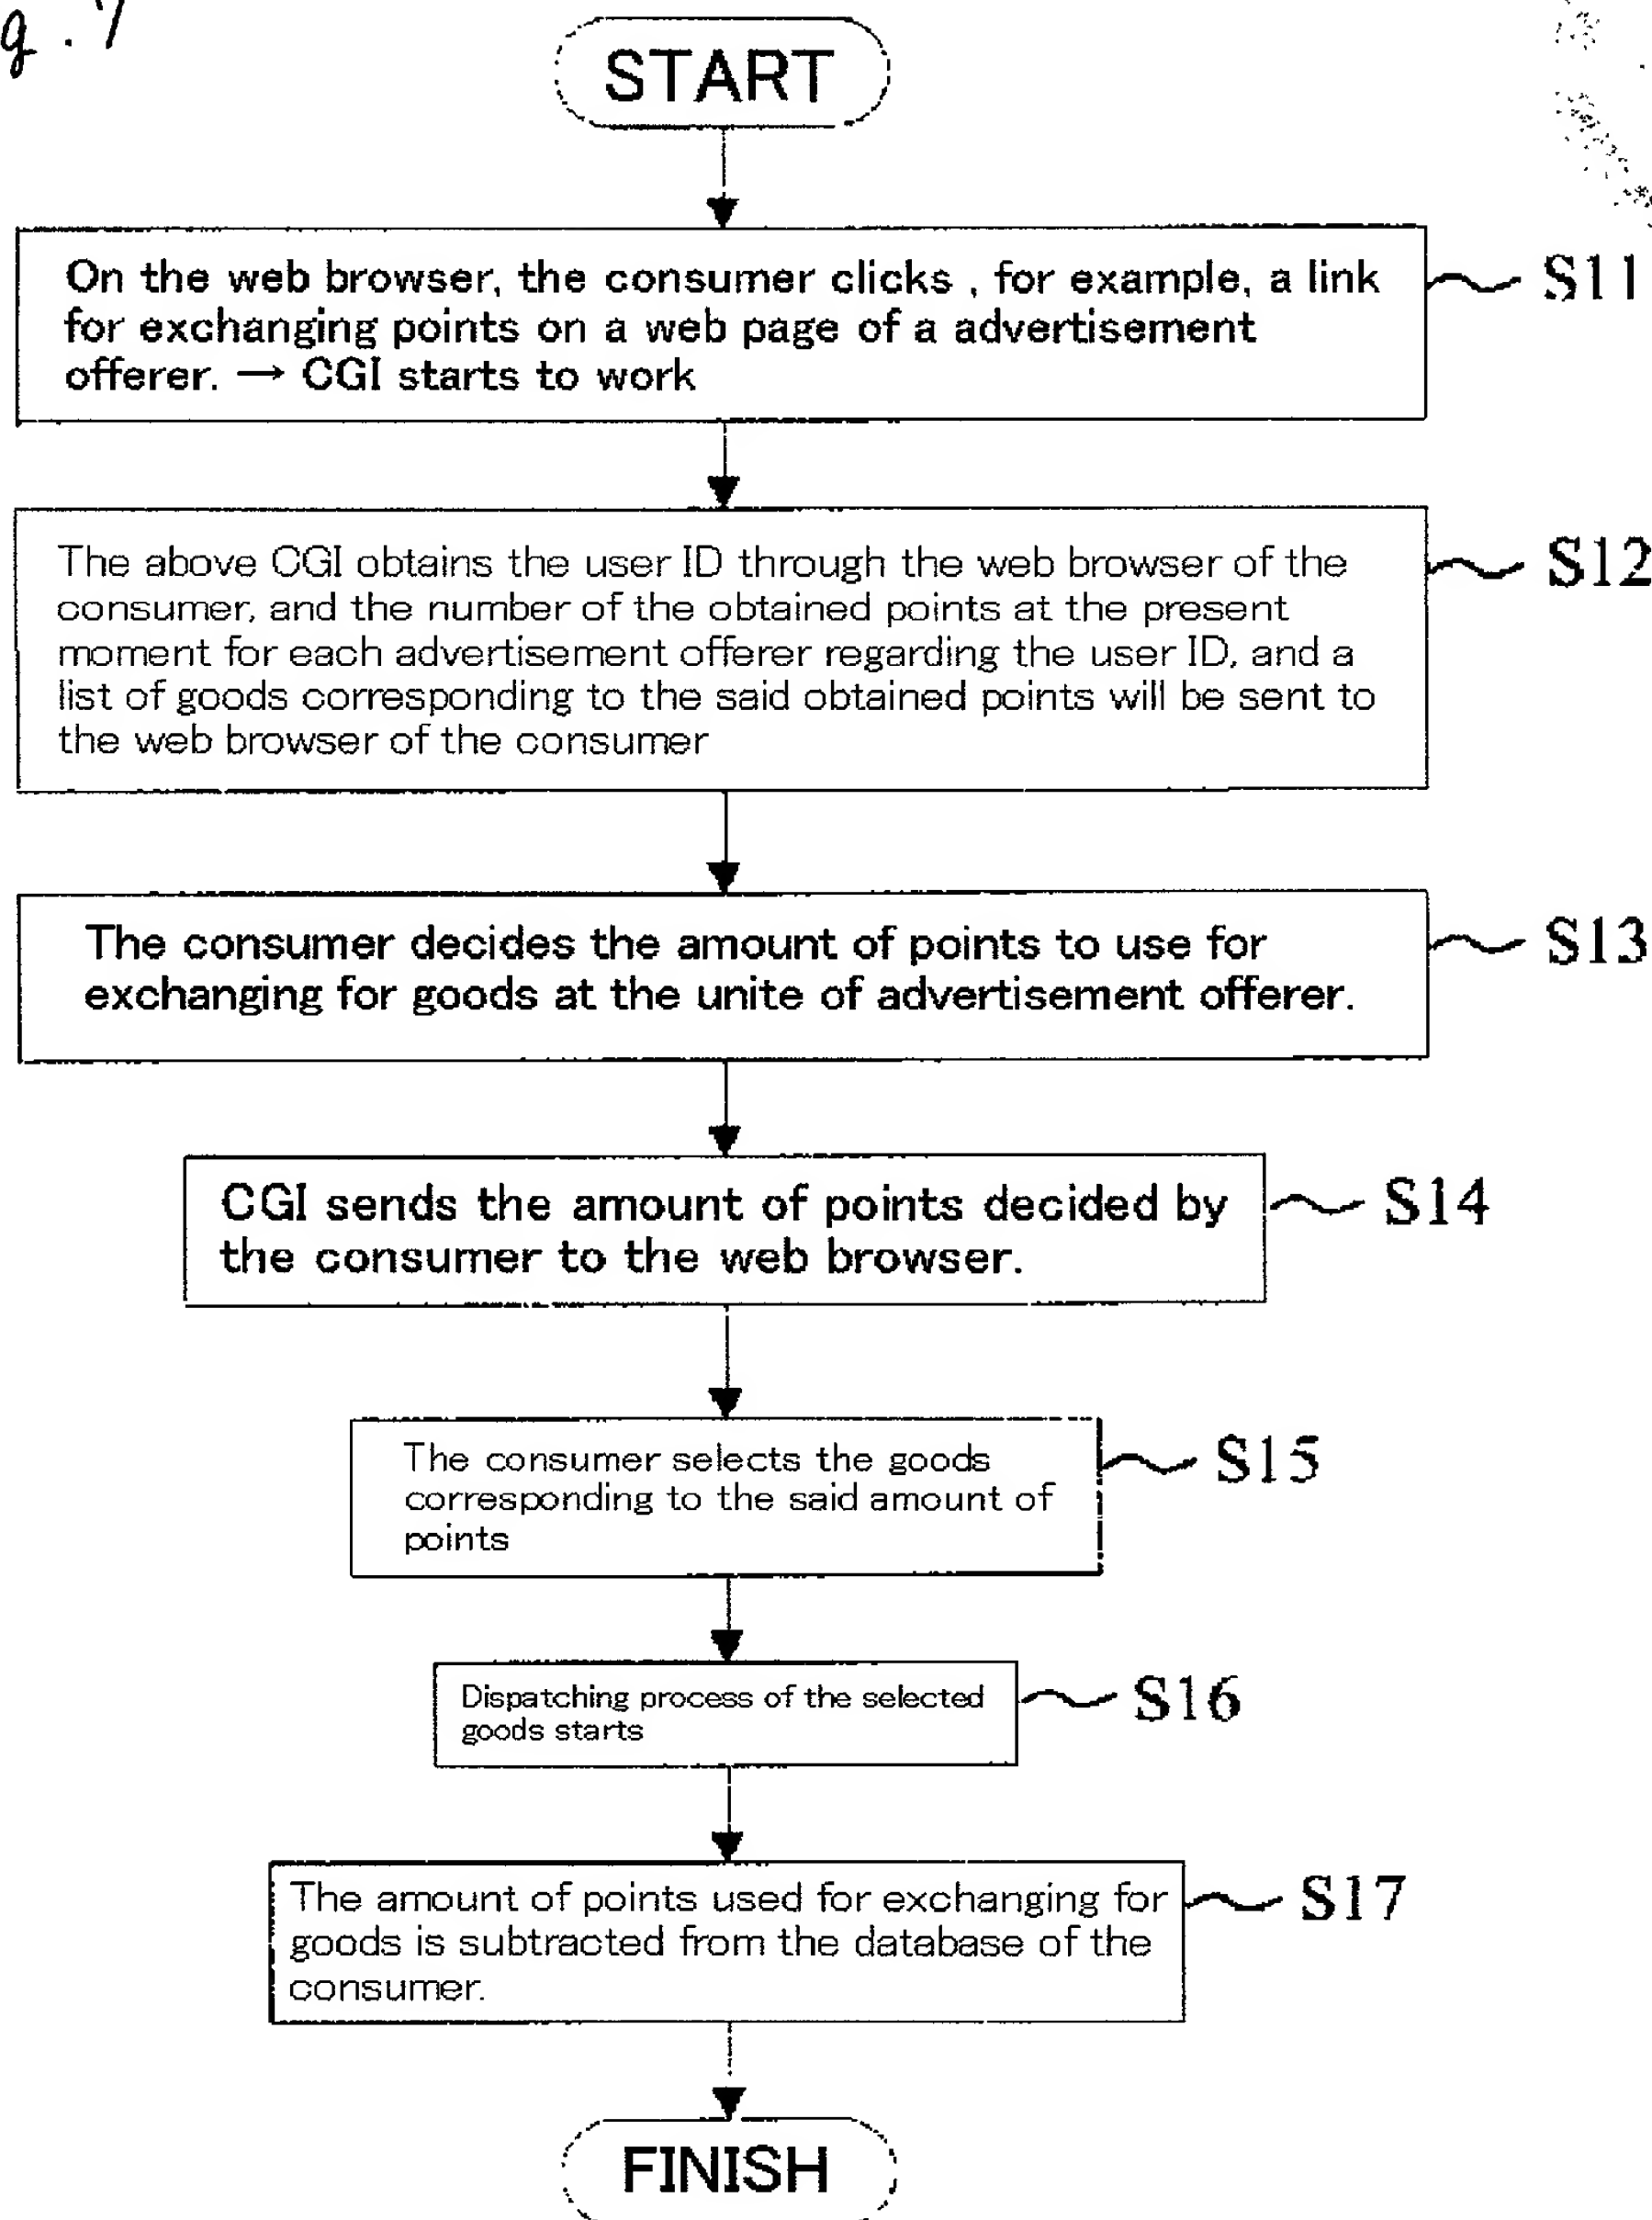 g. 7
START
On the web browser, the consumer clicks , for example, a link
for exchanging points on a web page of a advertisement
offerer. → CGI starts to work
S11
The above CGI obtains the user ID through the web browser of the
consumer, and the number of the obtained points at the present
moment for each advertisement offerer regarding the user ID, and a
list of goods corresponding to the said obtained points will be sent to
the web browser of the consumer
S12
The consumer decides the amount of points to use for
exchanging for goods at the unite of advertisement offerer.
S13
CGI sends the amount of points decided by
the consumer to the web browser.
S14
The consumer selects the goods
corresponding to the said amount of
points
S15
Dispatching process of the selected
goods starts
S16
The amount of points used for exchanging for
goods is subtracted from the database of the
consumer.
S17
FINISH